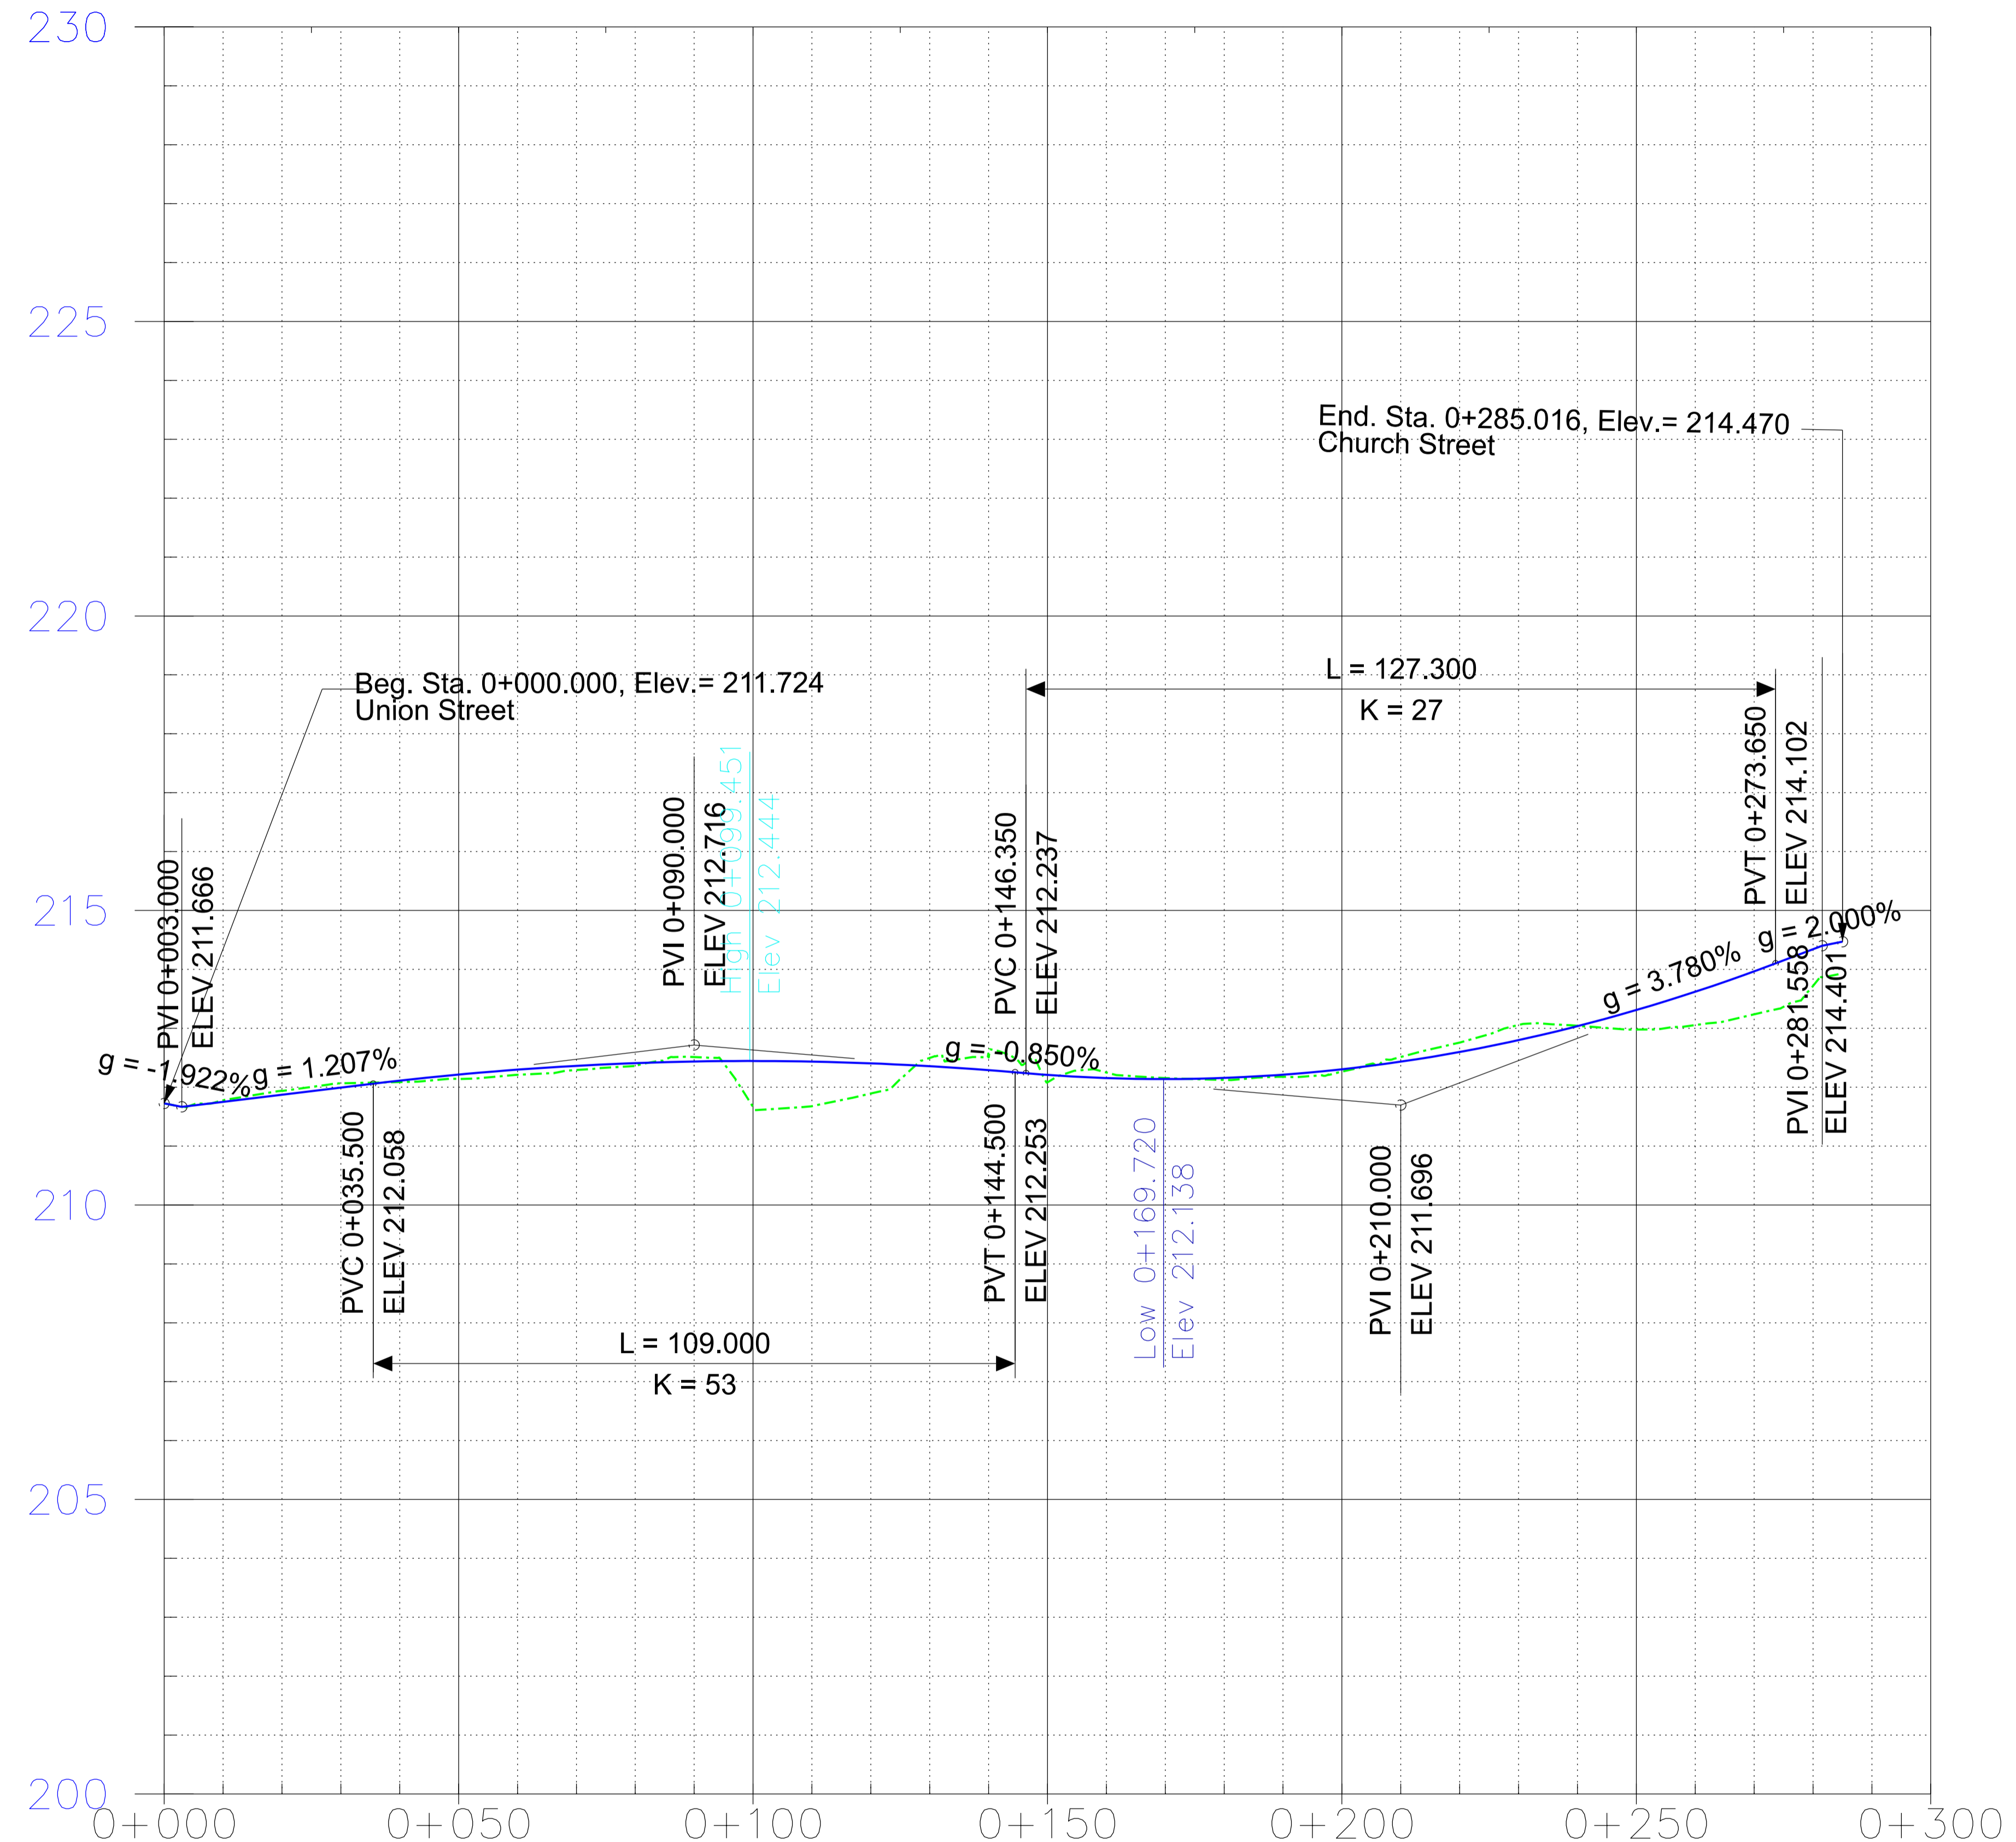 230
225
220
215
210
205
200
End. Sta. 0+285.016, Elev.= 214.470
Church Street
Beg. Sta. 0+000.000, Elev.= 211.724
Union Street
L = 127.300
K = 27
PVI 0+003.000
ELEV 211.666
PVI 0+090.000
ELEV 212.716
High 0+099.451
Elev 212.444
PVC 0+146.350
ELEV 212.237
PVT 0+273.650
ELEV 214.102
g = -1.922%
g = 1.207%
g = -0.850%
g = 3.780%
g = 2.000%
PVI 0+281.558
ELEV 214.401
PVC 0+035.500
ELEV 212.058
PVT 0+144.500
ELEV 212.253
Low 0+169.720
Elev 212.138
PVI 0+210.000
ELEV 211.696
L = 109.000
K = 53
0+000
0+050
0+100
0+150
0+200
0+250
0+300